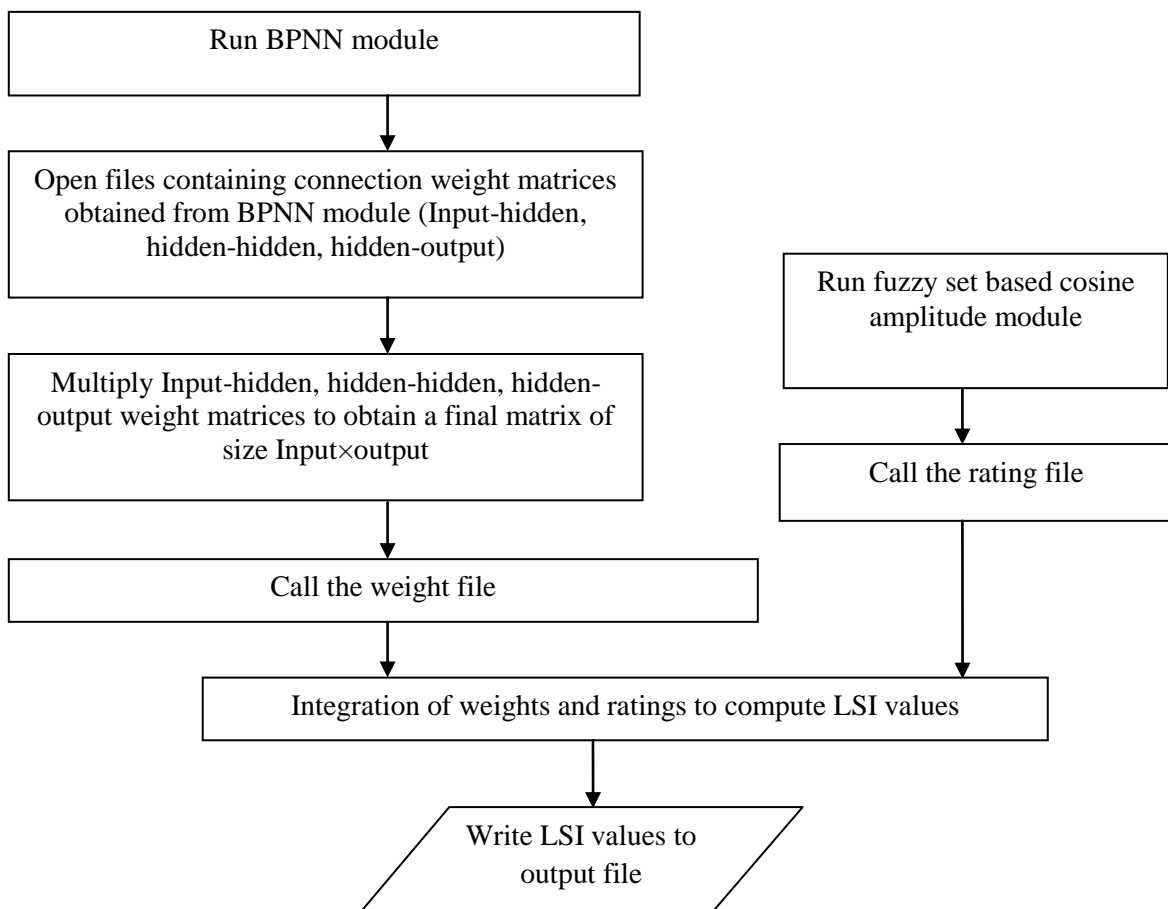 Run BPNN module
Open files containing connection weight matrices
obtained from BPNN module (Input-hidden,
hidden-hidden, hidden-output)
Run fuzzy set based cosine
amplitude module
Multiply Input-hidden, hidden-hidden, hidden-
output weight matrices to obtain a final matrix of
size Input×output
Call the rating file
Call the weight file
Integration of weights and ratings to compute LSI values
Write LSI values to
output file